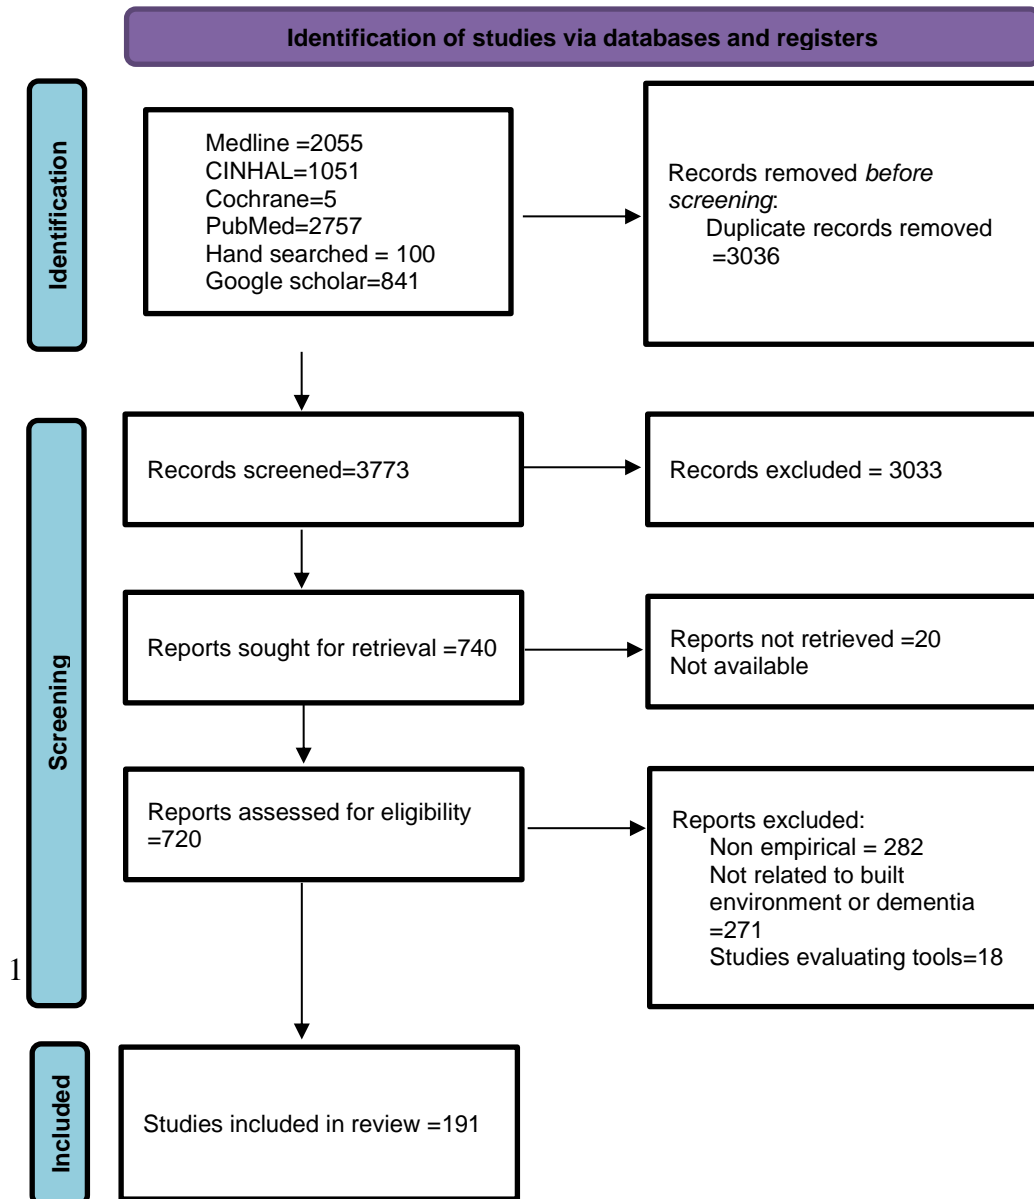 Identification of studies via databases and registers
Identification
Medline =2055
CINHAL=1051
Cochrane=5
PubMed=2757
Hand searched = 100
Google scholar=841
Records removed before
screening:
Duplicate records removed
=3036
Screening
Records screened=3773
Records excluded = 3033
Reports sought for retrieval =740
Reports not retrieved =20
Not available
Reports assessed for eligibility
=720
Reports excluded:
Non empirical = 282
Not related to built
environment or dementia
=271
Studies evaluating tools=18
1
Included
Studies included in review =191